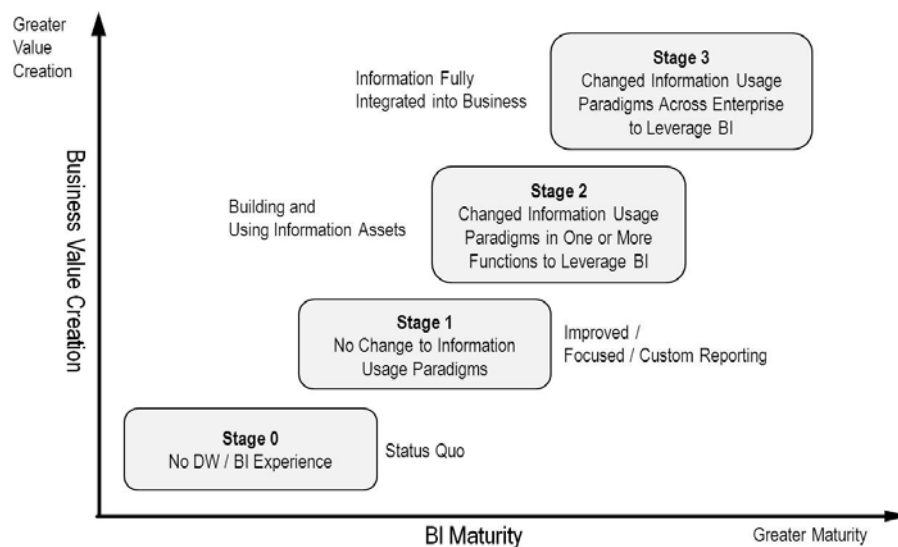 Greater
Value
Creation
Business Value Creation
Stage 3
Changed Information Usage
Paradigms Across Enterprise
to Leverage BI
Information Fully
Integrated into Business
Stage 2
Changed Information Usage
Paradigms in One or More
Functions to Leverage BI
Building and
Using Information Assets
Stage 1
No Change to Information
Usage Paradigms
Improved /
Focused / Custom Reporting
Stage 0
No DW / BI Experience
Status Quo
BI Maturity
Greater Maturity